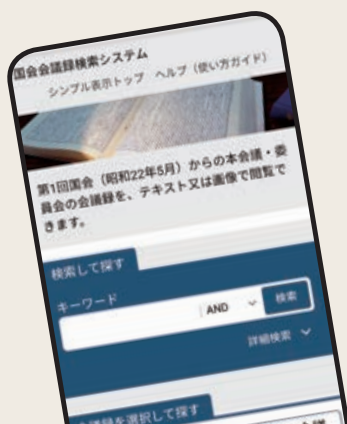 国会会議録検索システム
シンプル表示トップ ヘルプ（使い方ガイド）
第1回国会（昭和22年5月）からの本会議・委
員会の会議録を、テキスト又は画像で閲覧で
きます。
検索して探す
キーワード
AND 検索
詳細検索
会議録を選択して探す